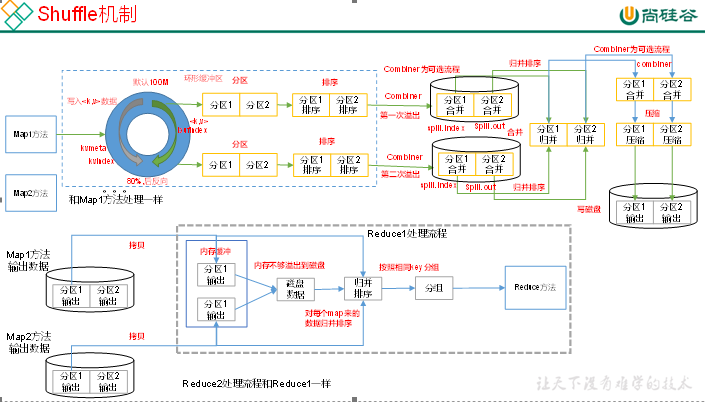 Shuffle机制
尚硅谷
默认100M
环形缓冲区
分区
排序
Combiner为可选流程
归并排序
Combiner为可选流程
combiner
写入<k,v>数据
<k,v>
bufindex
kvmeta
kvindex
80%,后反向
Map1方法
Map2方法
和Map1方法处理一样
分区1 分区2
分区1排序 分区2排序
Combiner
第一次溢出
分区1合并 分区2合并
spill.index
Spill.out
合并
分区
排序
分区1 分区2
分区1排序 分区2排序
Combiner
第二次溢出
分区1合并 分区2合并
spill.index
Spill.out
归并排序
分区1归并 分区2归并
分区1合并 分区2合并
压缩
分区1压缩 分区2压缩
写磁盘
分区1输出 分区2输出
Reduce1处理流程
Map1方法
输出数据
拷贝
分区1输出 分区2输出
内存缓冲
分区1输出
分区1输出
内存不够溢出到磁盘
磁盘数据
归并排序
对每个map来的
数据归并排序
按照相同key分组
分组
Reduce方法
Map2方法
输出数据
拷贝
分区1输出 分区2输出
Reduce2处理流程和Reduce1一样
让天下没有难学的技术